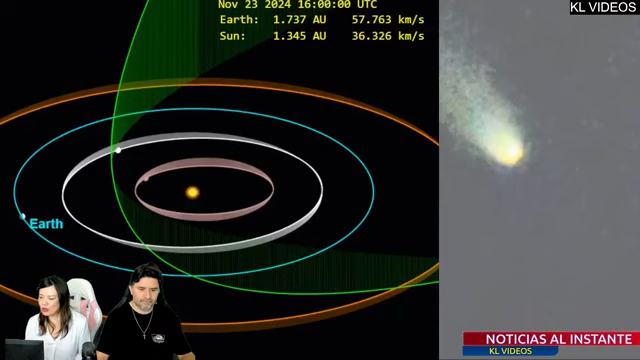 Nov 23 2024 16:00:00 UTC
Earth: 1.737 AU 57.763 km/s
Sun: 1.345 AU 36.326 km/s
KL VIDEOS
Earth
NOTICIAS AL INSTANTE
KL VIDEOS